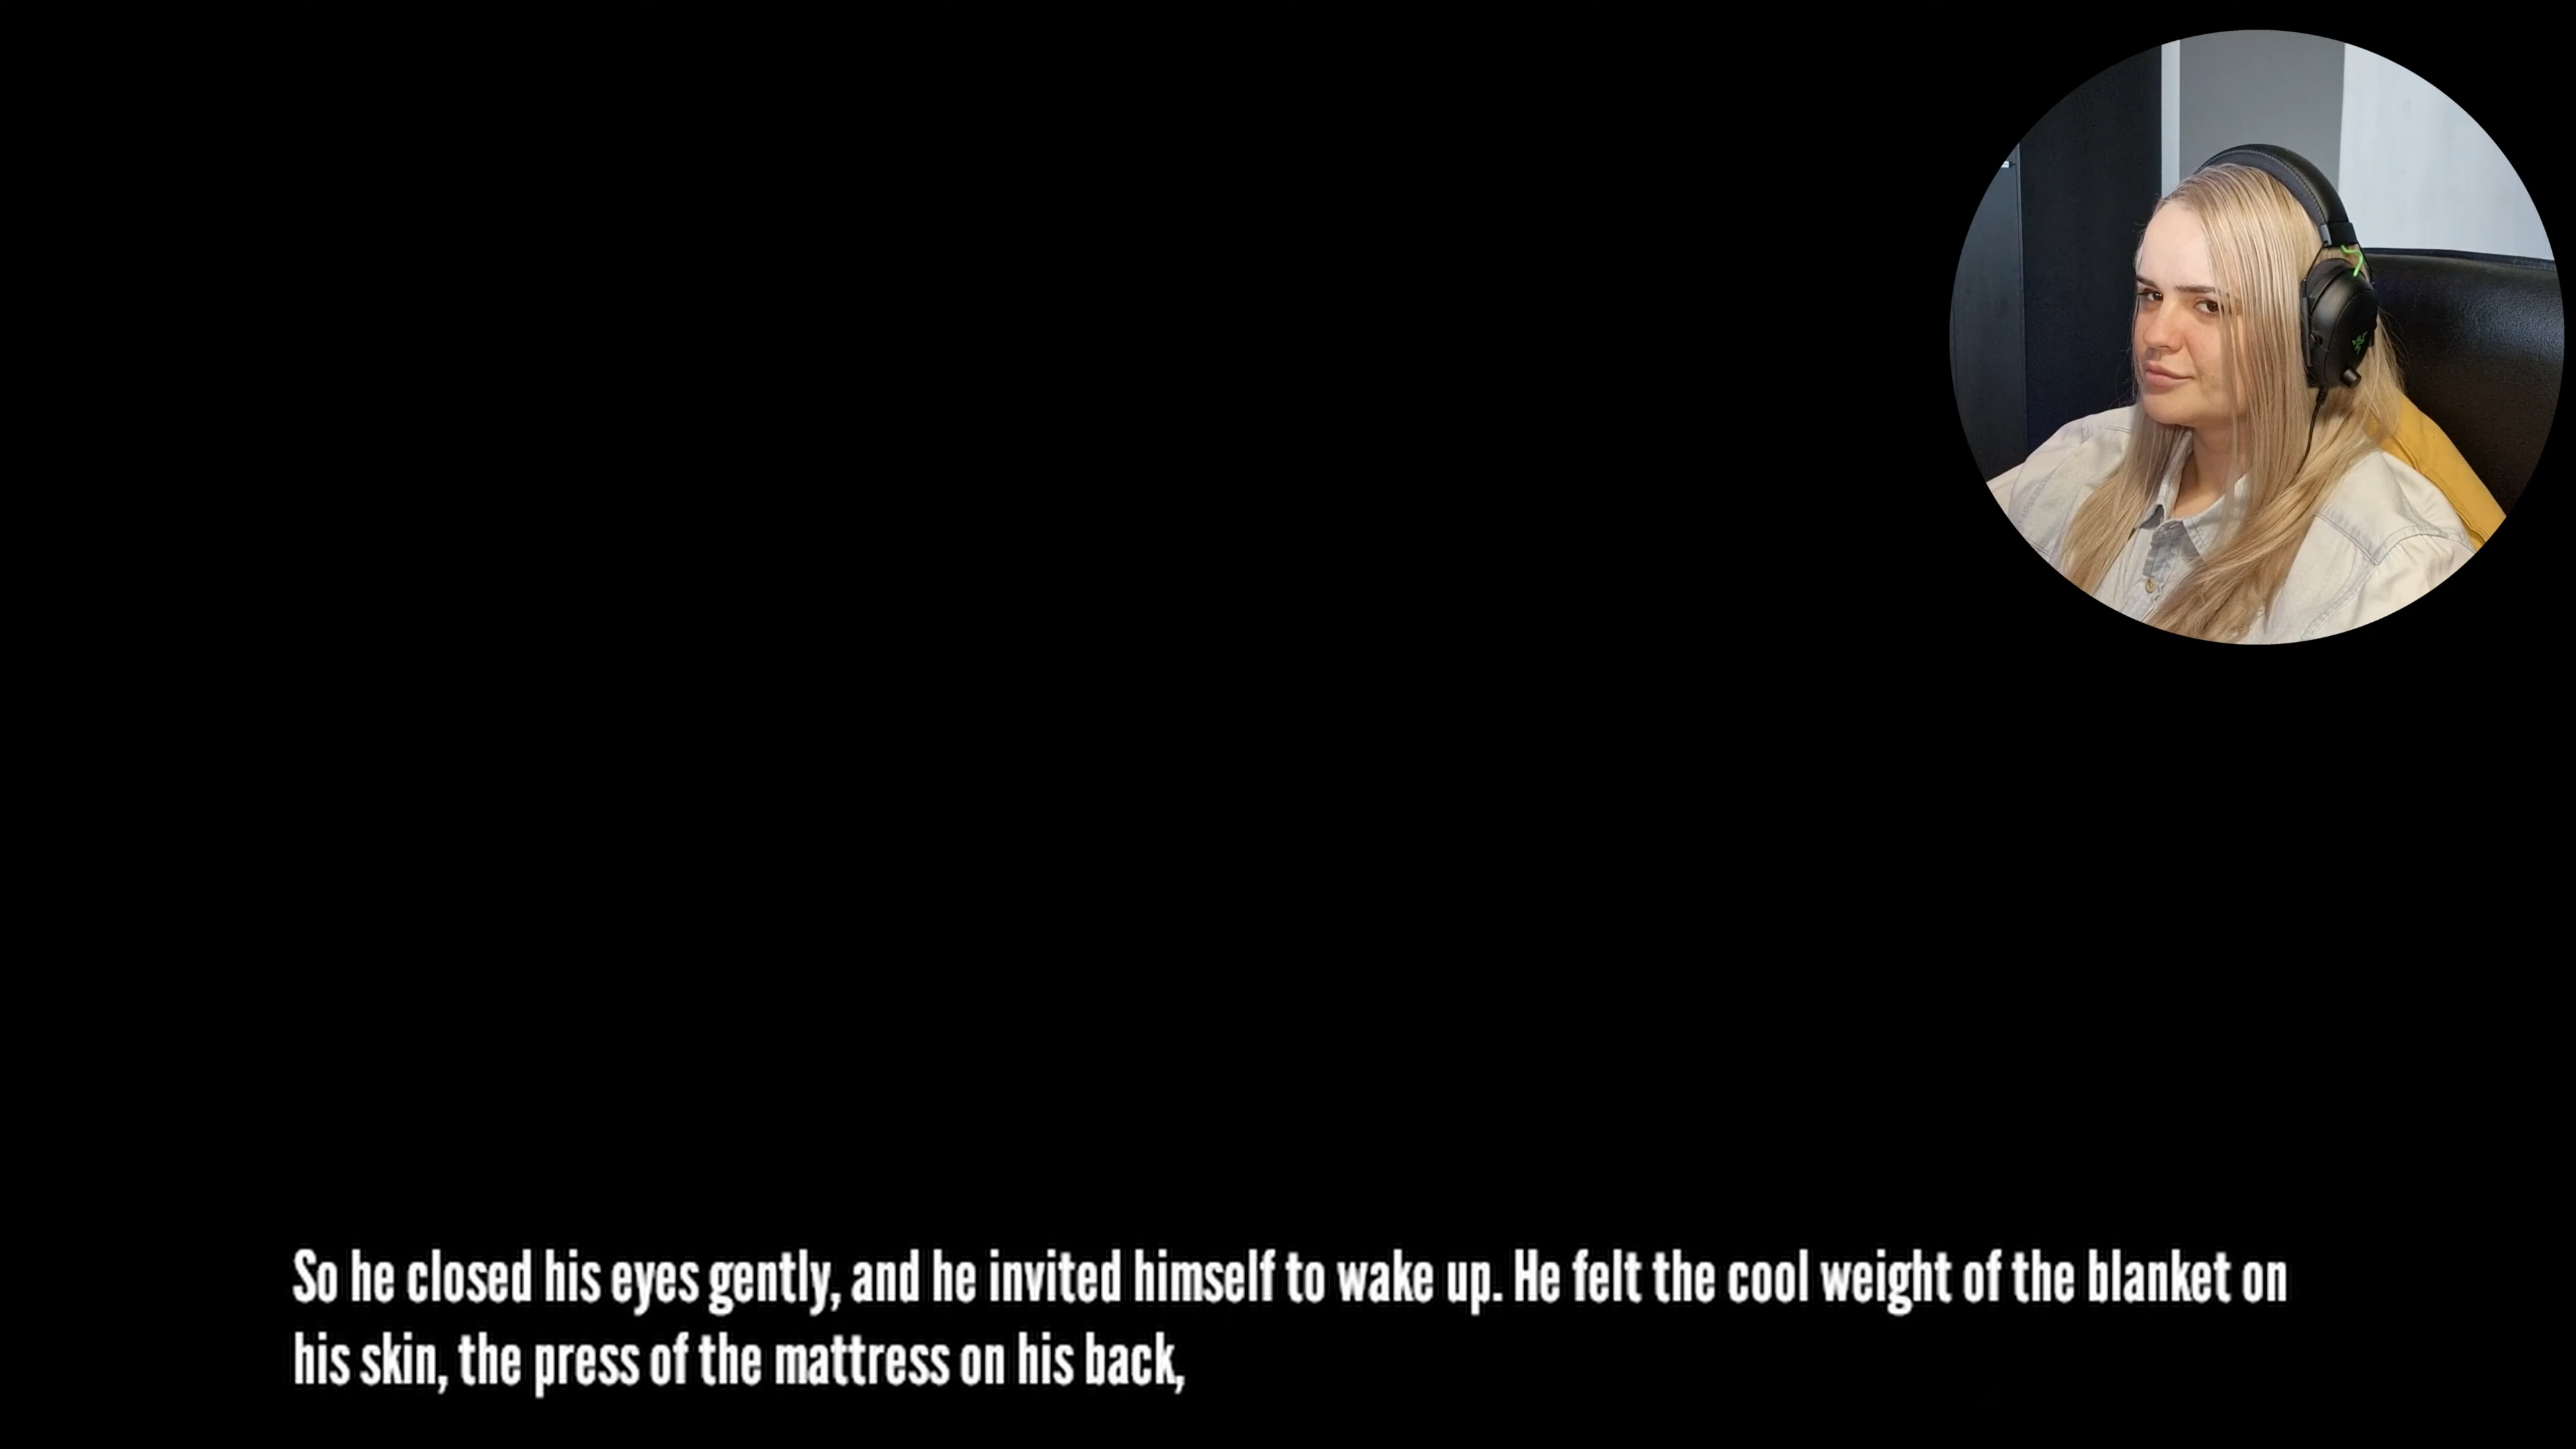 So he closed his eyes gently, and he invited himself to wake up. He felt the cool weight of the blanket on
his skin, the press of the mattress on his back,